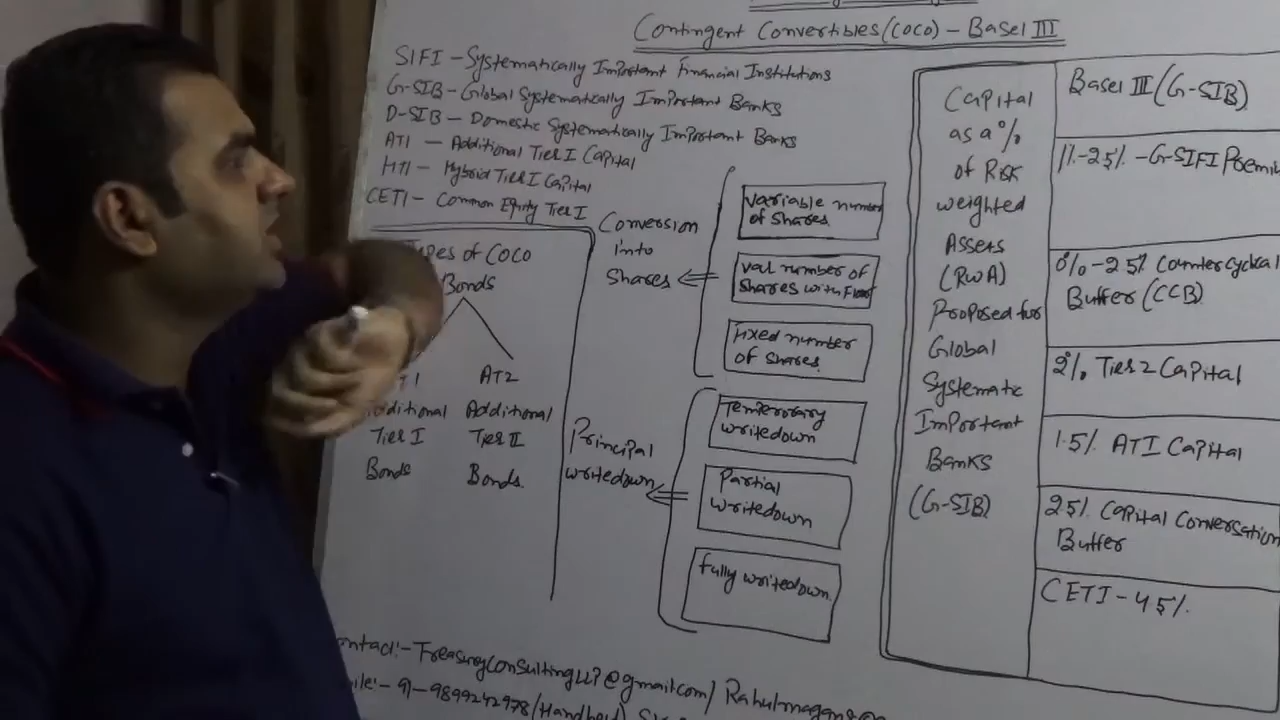 Contingent Convertibles (COCO) – Basel III
SIFI – Systematically Important Financial Institutions
G-SIB – Global Systematically Important Banks
D-SIB – Domestic Systematically Important Banks
AT1 – Additional Tier I Capital
HT1 – Hybrid Tier I Capital
CET1 – Common Equity Tier I
Types of COCO
Bonds
AT2
Additional
Tier I
Bonds
Additional
Tier II
Bonds
Conversion
into
Shares
variable number
of shares
var number of
shares with Floor
fixed number
of shares
Principal
writedown
Temporary
writedown
Partial
writedown
fully writedown
Capital
as a %
of Risk
weighted
Assets
(RWA)
Proposed for
Global
Systematic
Important
Banks
(G-SIB)
Basel III (G-SIB)
1%-2.5% – G-SIFI
0% – 2.5% Countercyclical
Buffer (CCB)
2% Tier 2 Capital
1.5% AT1 Capital
2.5% Capital Conversation
Buffer
CET1 – 4.5%
91-9899242978